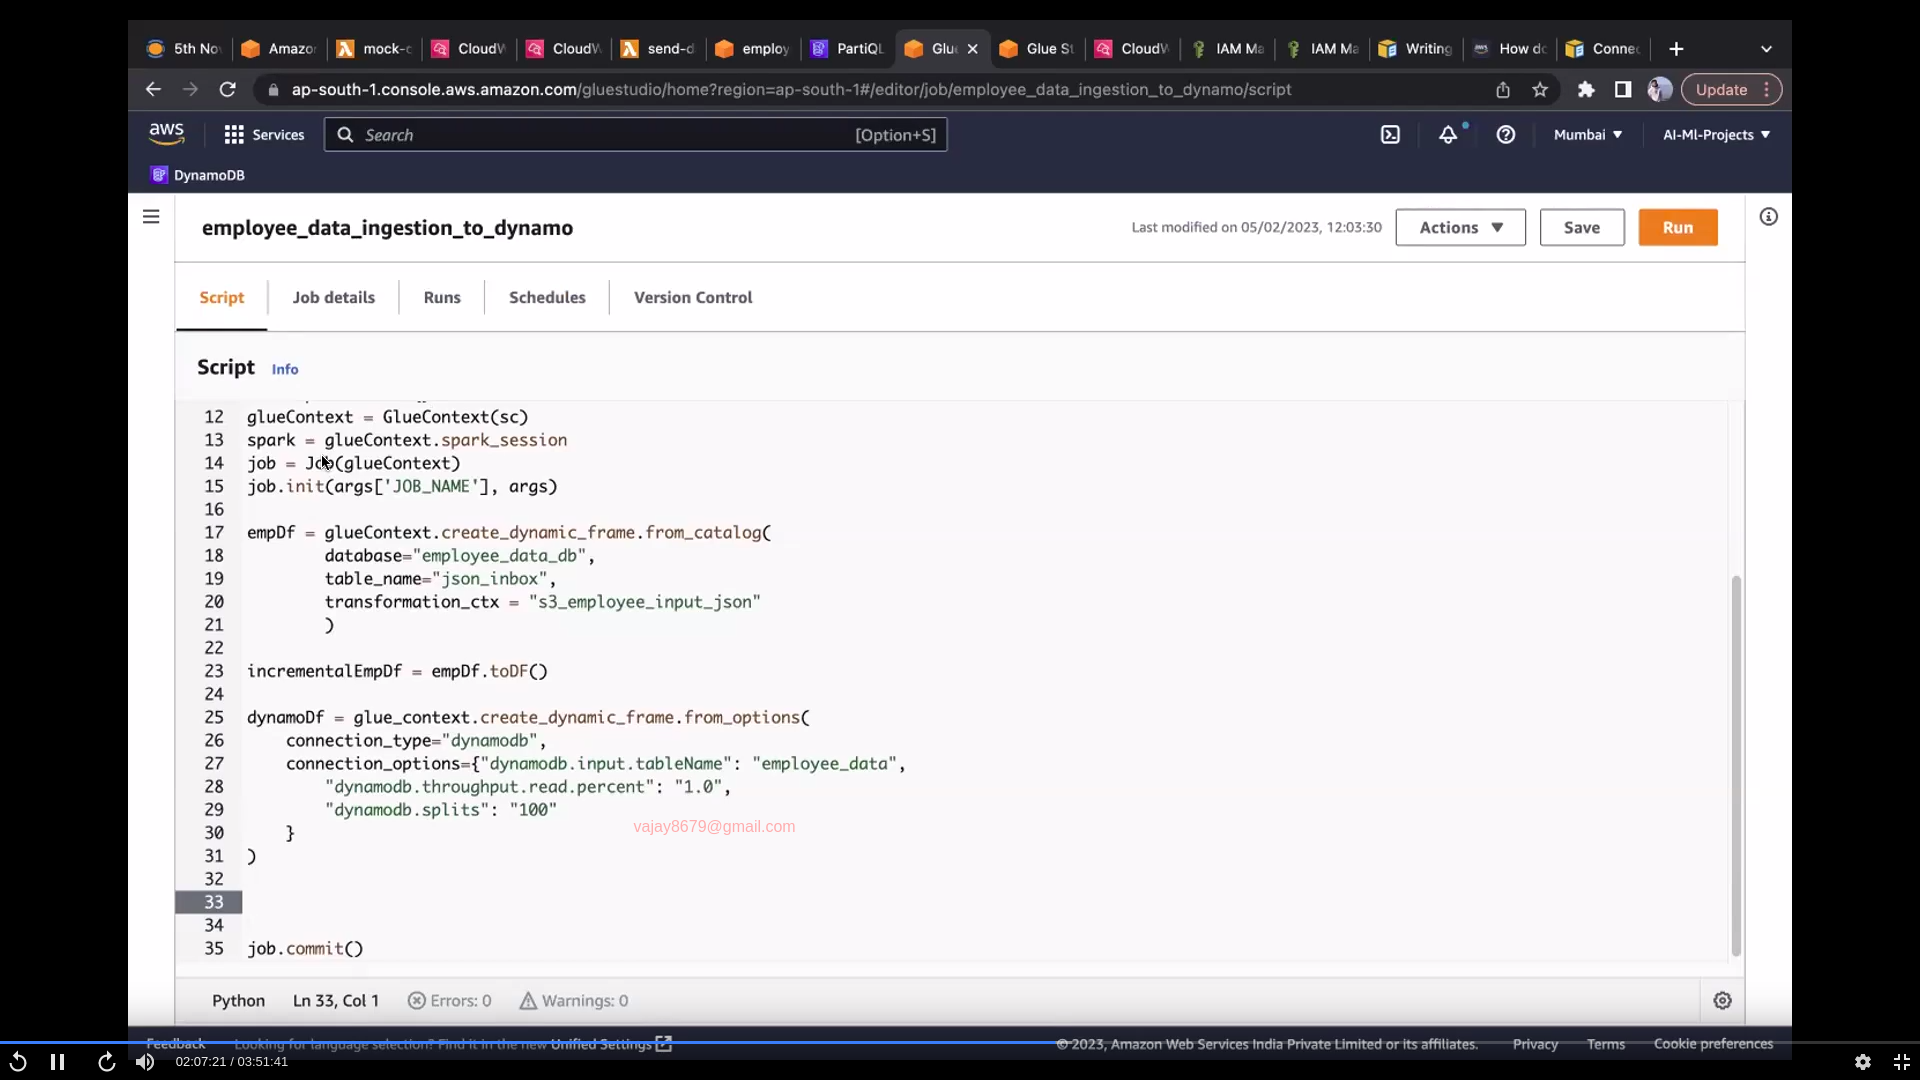 5th No
Amazo
mock-c
CloudW
CloudW
send-d
employ
PartiQL
Glue
Glue St
CloudW
IAM Ma
IAM Ma
Writing
How do
Connec
ap-south-1.console.aws.amazon.com/gluestudio/home?region=ap-south-1#/editor/job/employee_data_ingestion_to_dynamo/script
Update
aws
Services
Search
[Option+S]
Mumbai
AI-Ml-Projects
DynamoDB
employee_data_ingestion_to_dynamo
Last modified on 05/02/2023, 12:03:30
Actions
Save
Run
Script
Job details
Runs
Schedules
Version Control
Script
Info
12 glueContext = GlueContext(sc)
13 spark = glueContext.spark_session
14 job = Job(glueContext)
15 job.init(args['JOB_NAME'], args)
16
17 empDf = glueContext.create_dynamic_frame.from_catalog(
18 database="employee_data_db",
19 table_name="json_inbox",
20 transformation_ctx = "s3_employee_input_json"
21 )
22
23 incrementalEmpDf = empDf.toDF()
24
25 dynamoDf = glue_context.create_dynamic_frame.from_options(
26 connection_type="dynamodb",
27 connection_options={"dynamodb.input.tableName": "employee_data",
28 "dynamodb.throughput.read.percent": "1.0",
29 "dynamodb.splits": "100"
vajay8679@gmail.com
30 }
31 )
32
33
34
35 job.commit()
Python
Ln 33, Col 1
Errors: 0
Warnings: 0
Feedback
Looking for language selection? Find it in the new Unified Settings
© 2023, Amazon Web Services India Private Limited or its affiliates.
Privacy
Terms
Cookie preferences
02:07:21 / 03:51:41